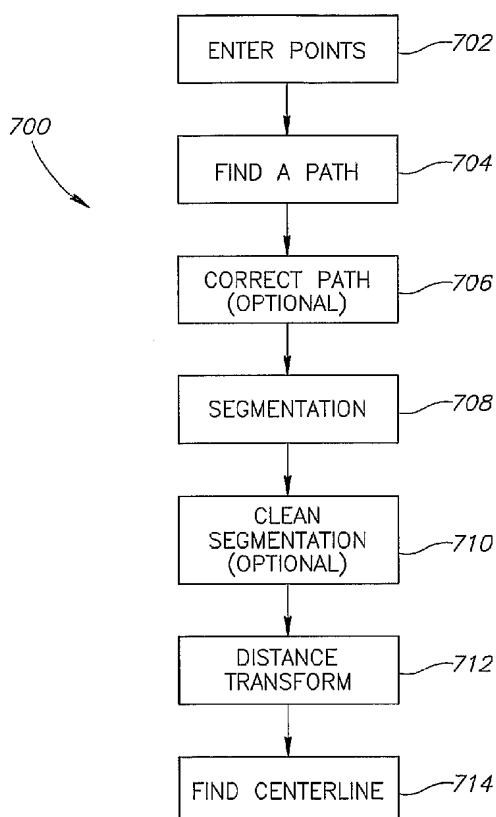 ENTER POINTS
702
700
FIND A PATH
704
CORRECT PATH
(OPTIONAL)
706
SEGMENTATION
708
CLEAN
SEGMENTATION
(OPTIONAL)
710
DISTANCE
TRANSFORM
712
FIND CENTERLINE
714